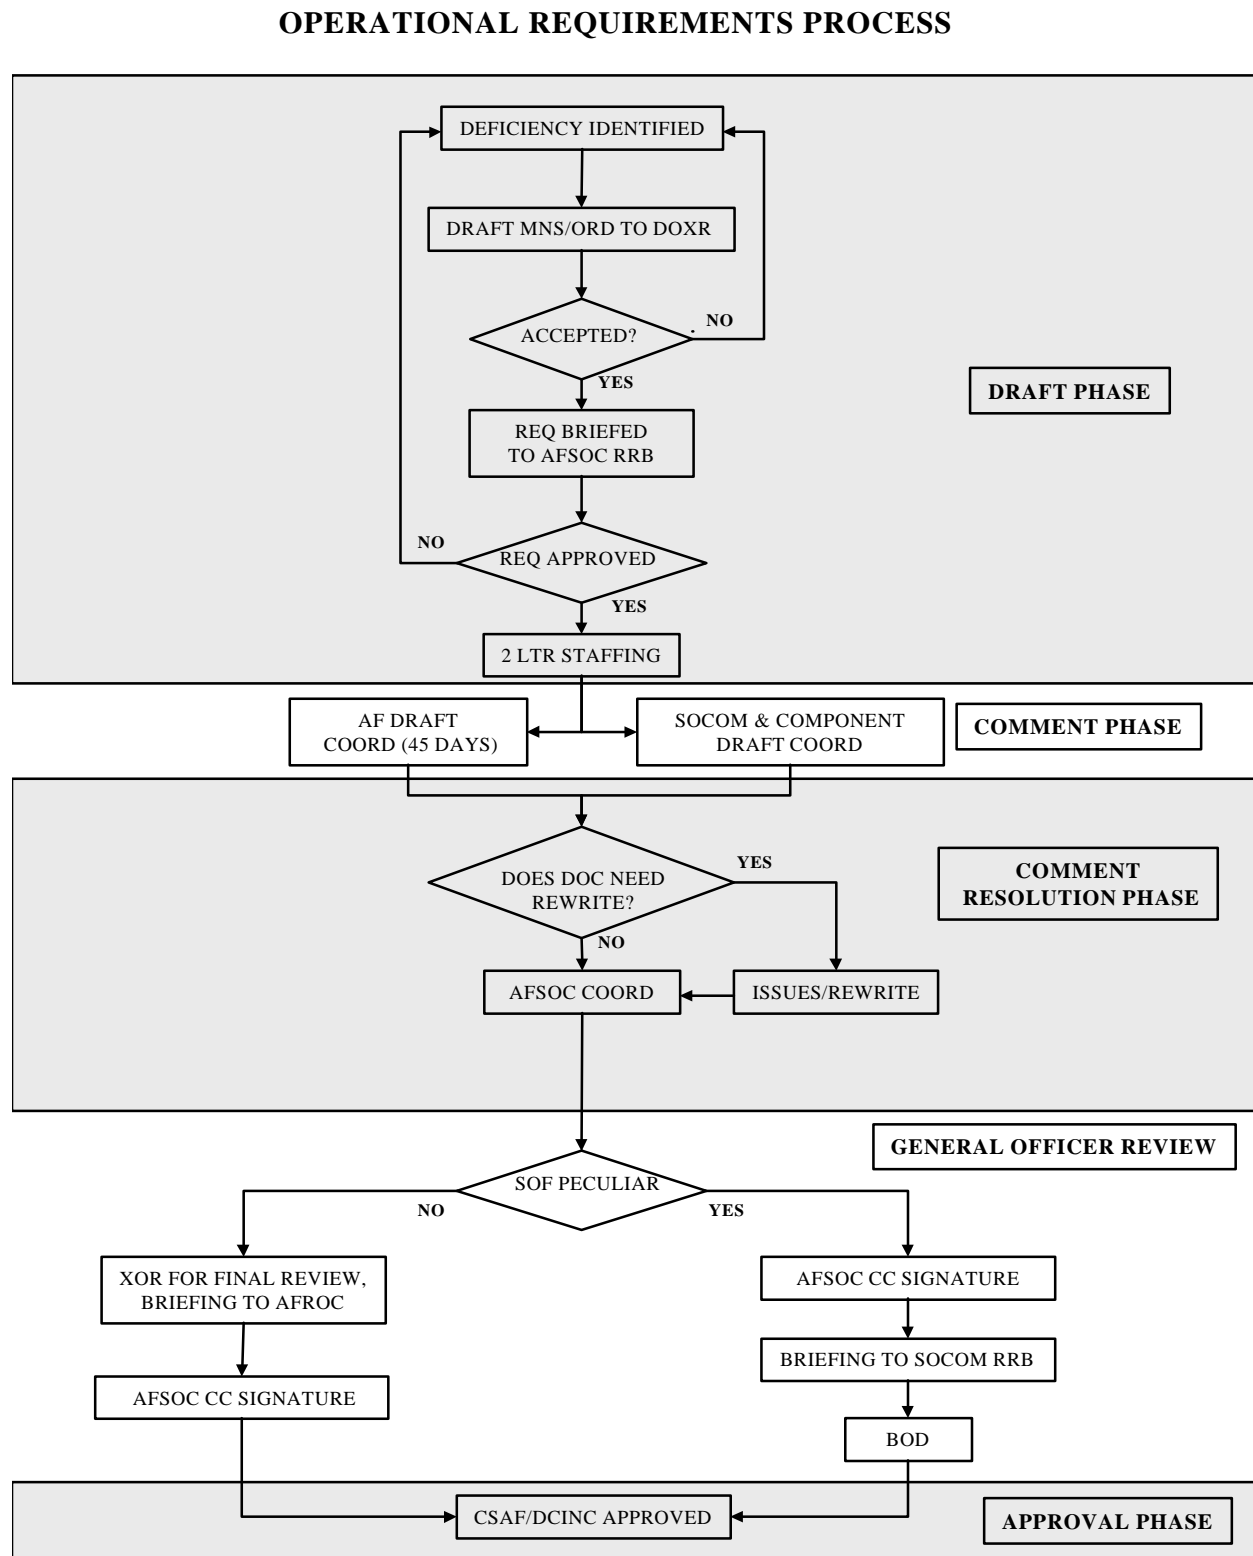 OPERATIONAL REQUIREMENTS PROCESS
DEFICIENCY IDENTIFIED
DRAFT MNS/ORD TO DOXR
ACCEPTED?
NO
YES
DRAFT PHASE
REQ BRIEFED
TO AFSOC RRB
NO
REQ APPROVED
YES
2 LTR STAFFING
AF DRAFT
COORD (45 DAYS)
SOCOM & COMPONENT
DRAFT COORD
COMMENT PHASE
YES
DOES DOC NEED
REWRITE?
NO
COMMENT
RESOLUTION PHASE
AFSOC COORD
ISSUES/REWRITE
GENERAL OFFICER REVIEW
SOF PECULIAR
NO
YES
XOR FOR FINAL REVIEW,
BRIEFING TO AFROC
AFSOC CC SIGNATURE
AFSOC CC SIGNATURE
BRIEFING TO SOCOM RRB
BOD
CSAF/DCINC APPROVED
APPROVAL PHASE